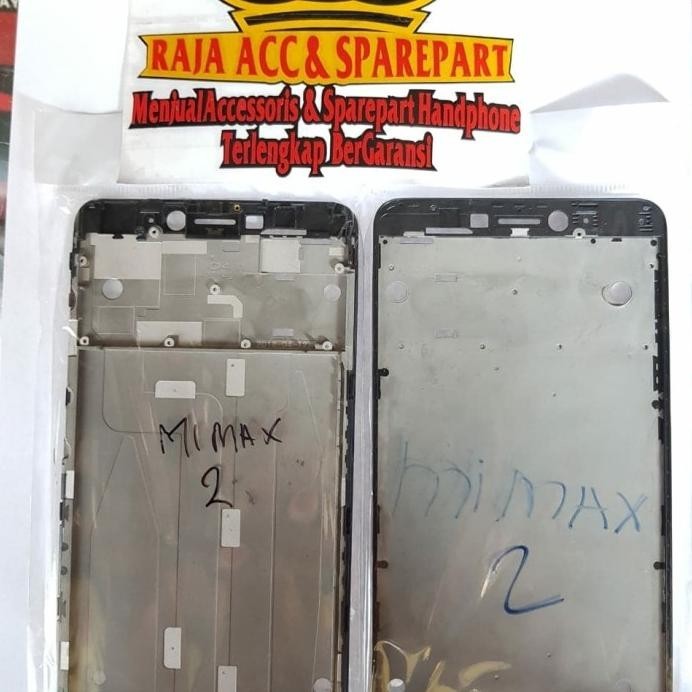 RAJA ACC & SPAREPART
MenjualAccessoris & Sparepart Handphone
Terlengkap BerGaransi
MI MAX
2
mi MAX
2